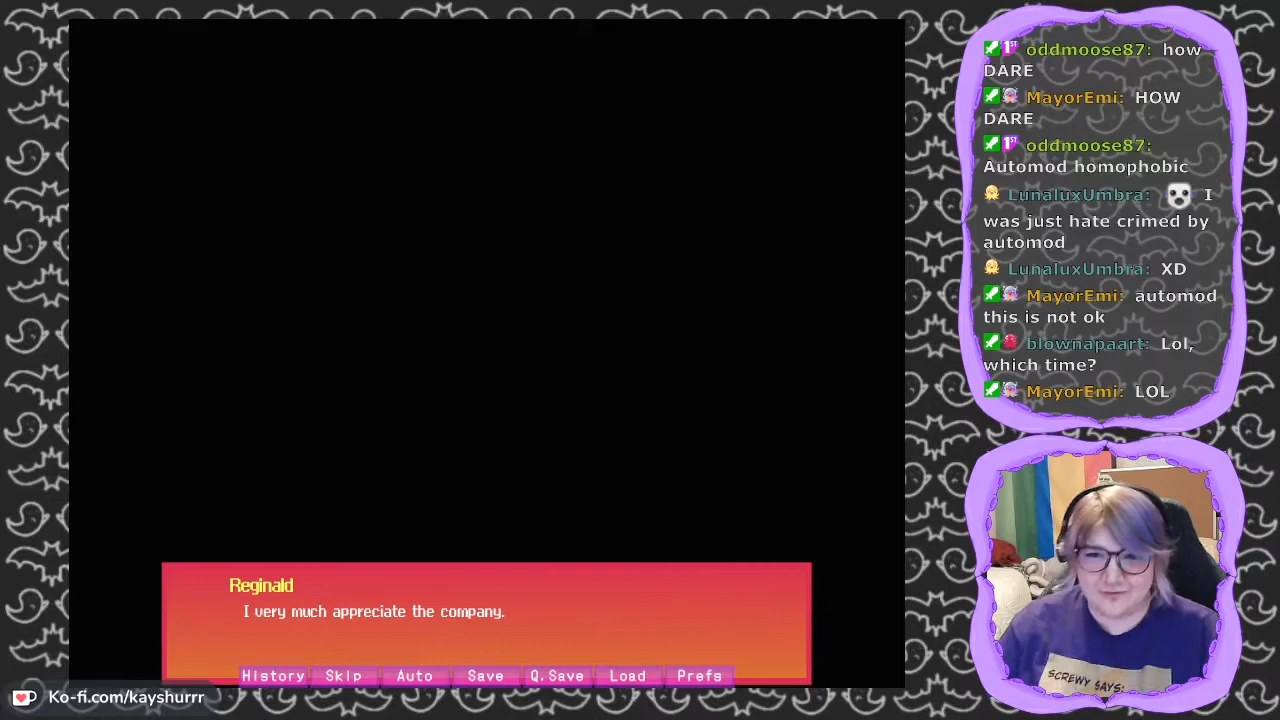 oddmoose87: how
DARE
MayorEmi: HOW
DARE
oddmoose87:
Automod homophobic
LunaluxUmbra: I
was just hate crimed by
automod
LunaluxUmbra: XD
MayorEmi: automod
this is not ok
blownapaart: Lol,
which time?
MayorEmi: LOL
Reginald
I very much appreciate the company.
History Skip Auto Save Q.Save Load Prefs
Ko-fi.com/kayshurrr
SCREWY SAYS: